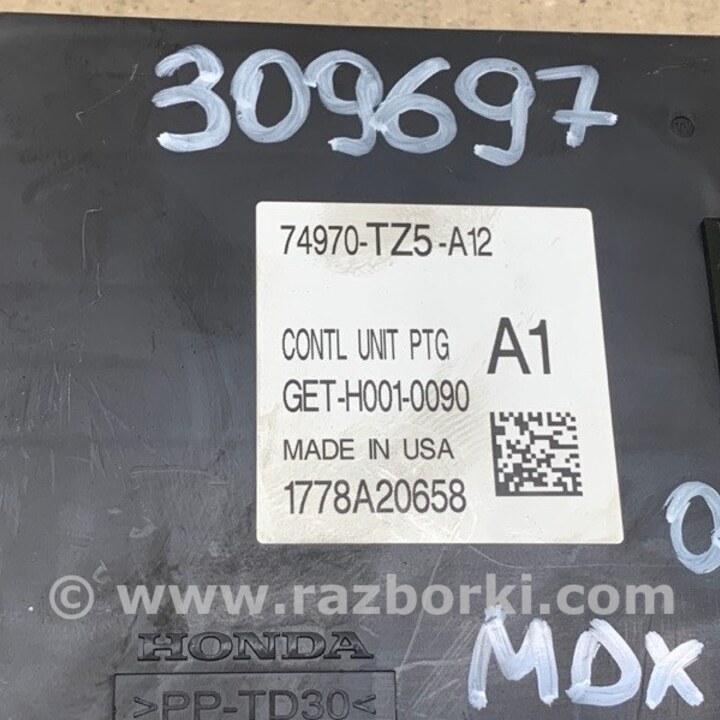 309697
74970-TZ5-A12
CONTL UNIT PTG A1
GET-H001-0090
MADE IN USA
1778A20658
© www.razborki.com
HONDA
MDX
>PP-TD30<